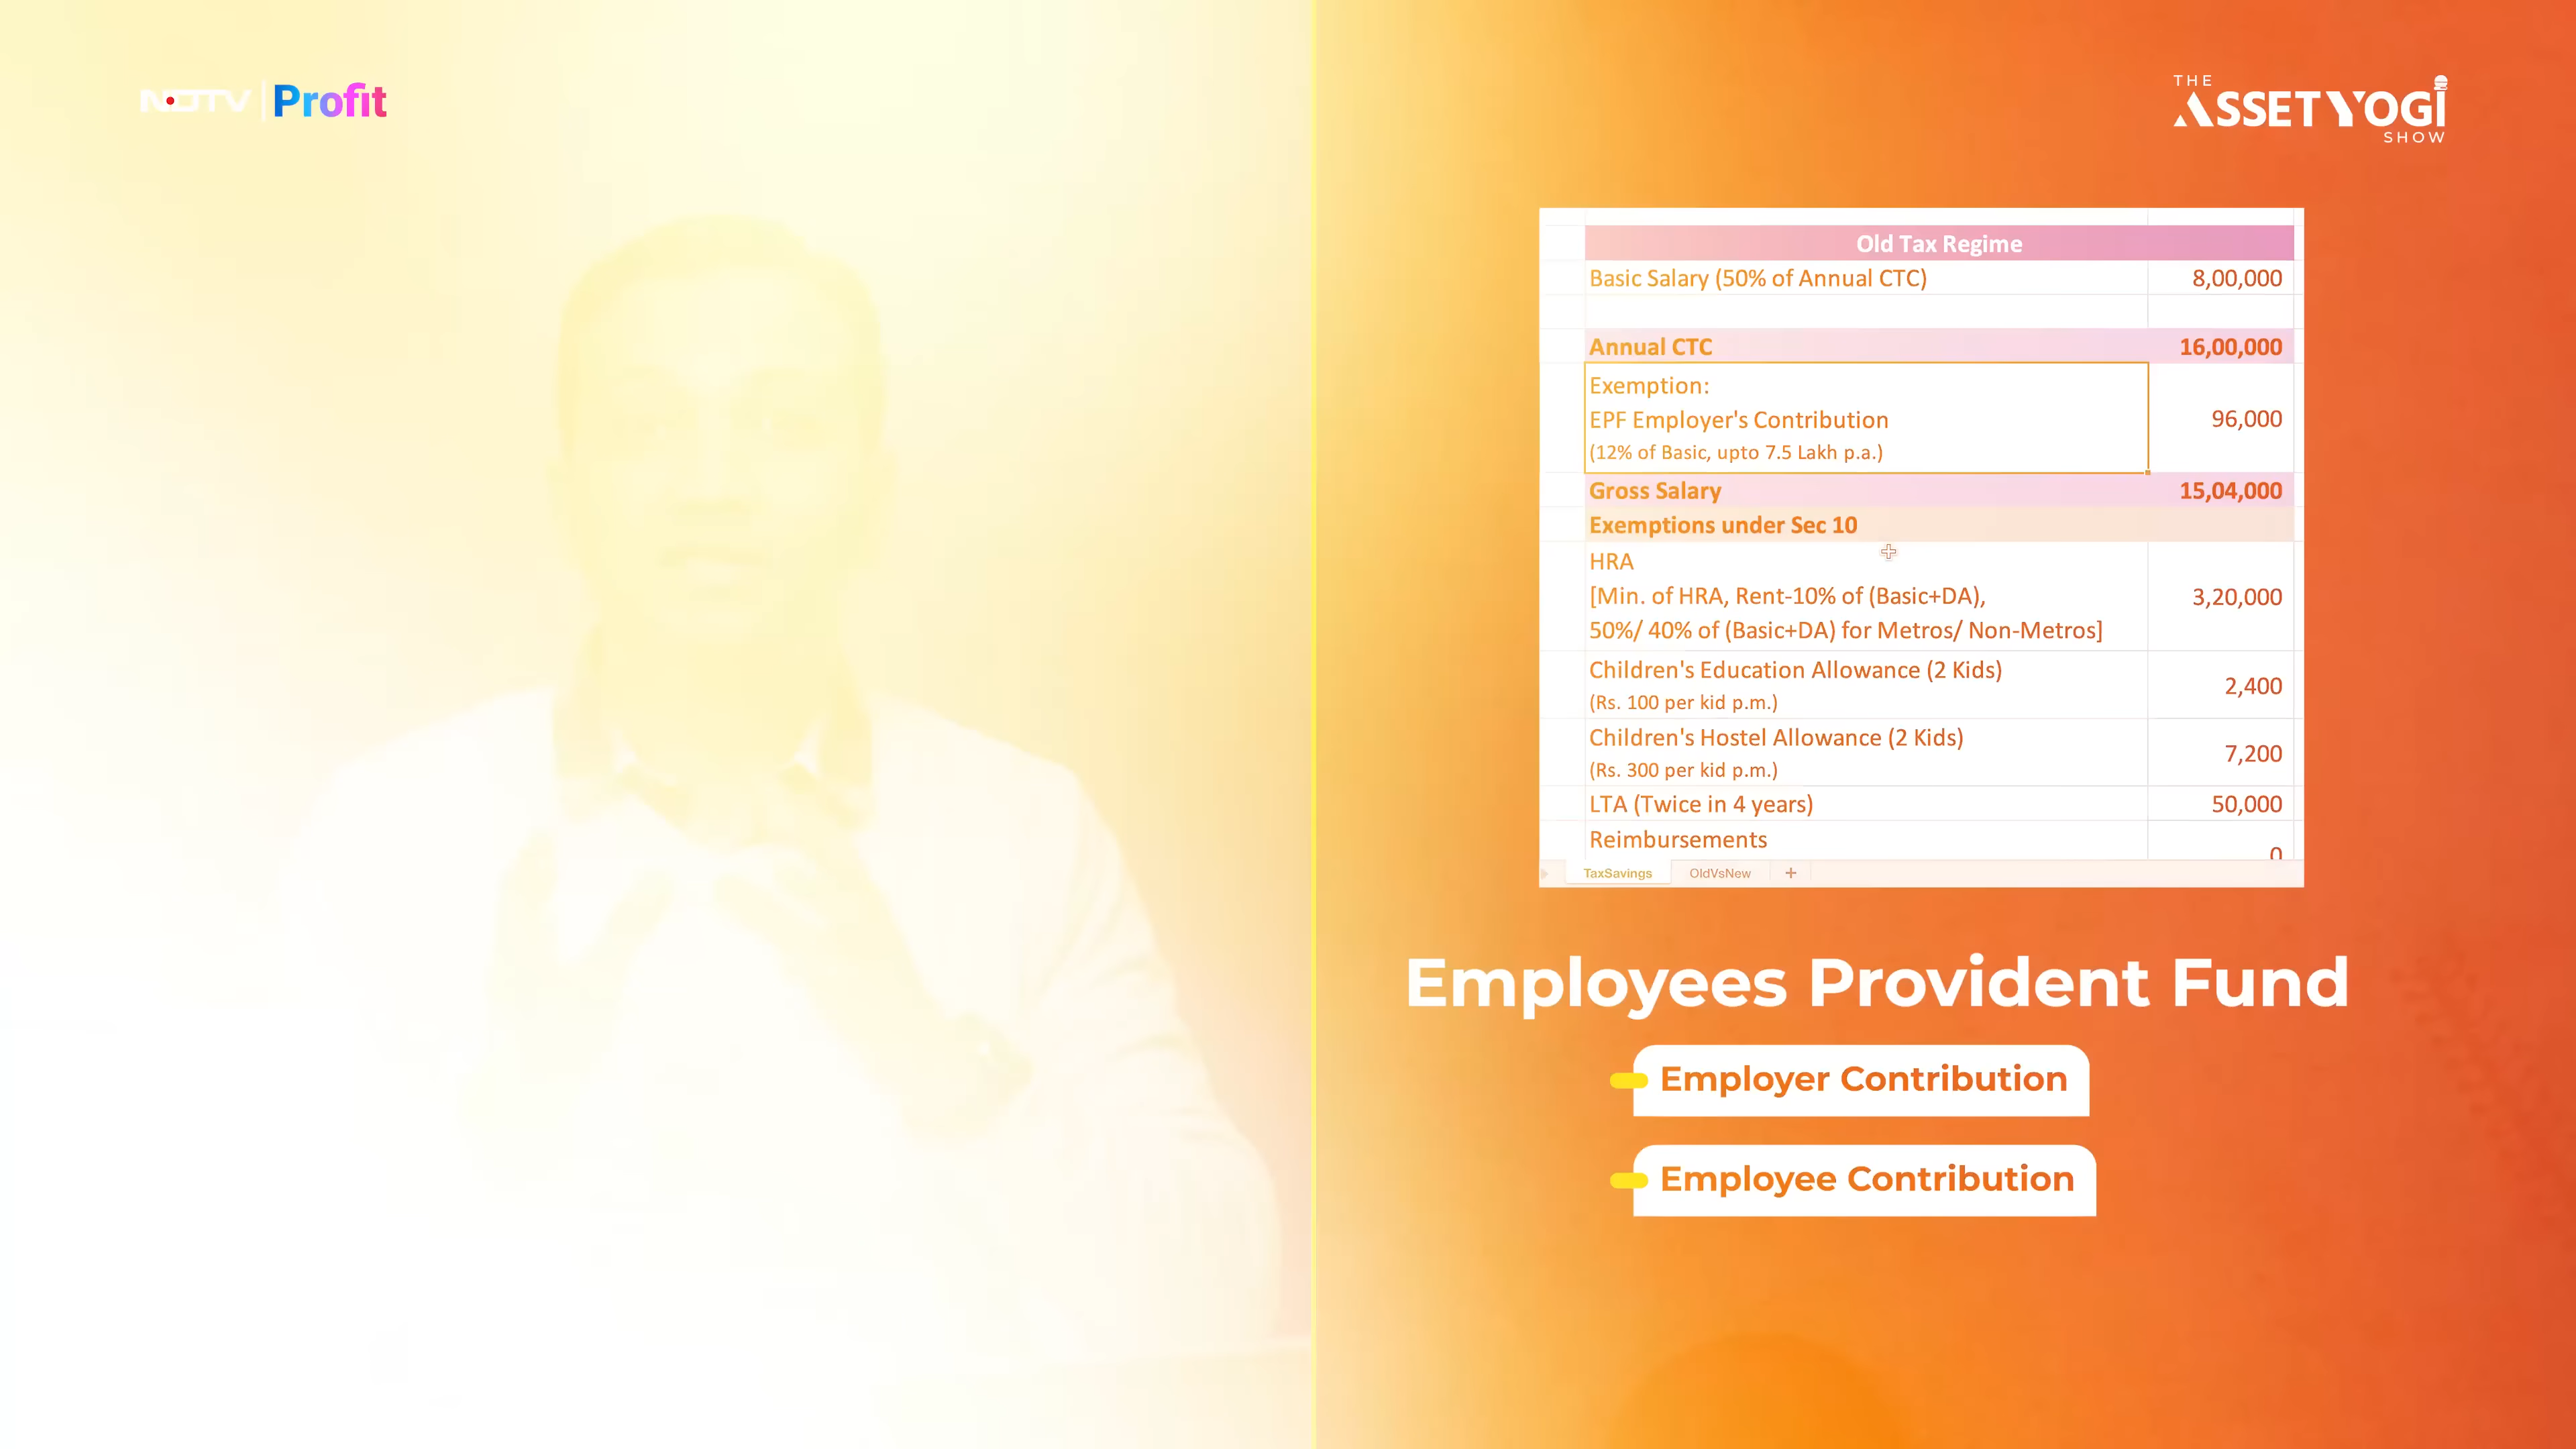 NDTV Profit
THE
ASSET YOGI
SHOW
Old Tax Regime
Basic Salary (50% of Annual CTC) 8,00,000
Annual CTC 16,00,000
Exemption:
EPF Employer's Contribution 96,000
(12% of Basic, upto 7.5 Lakh p.a.)
Gross Salary 15,04,000
Exemptions under Sec 10
HRA
[Min. of HRA, Rent-10% of (Basic+DA), 3,20,000
50%/ 40% of (Basic+DA) for Metros/ Non-Metros]
Children's Education Allowance (2 Kids) 2,400
(Rs. 100 per kid p.m.)
Children's Hostel Allowance (2 Kids) 7,200
(Rs. 300 per kid p.m.)
LTA (Twice in 4 years) 50,000
Reimbursements 0
TaxSavings OldVsNew +
Employees Provident Fund
Employer Contribution
Employee Contribution